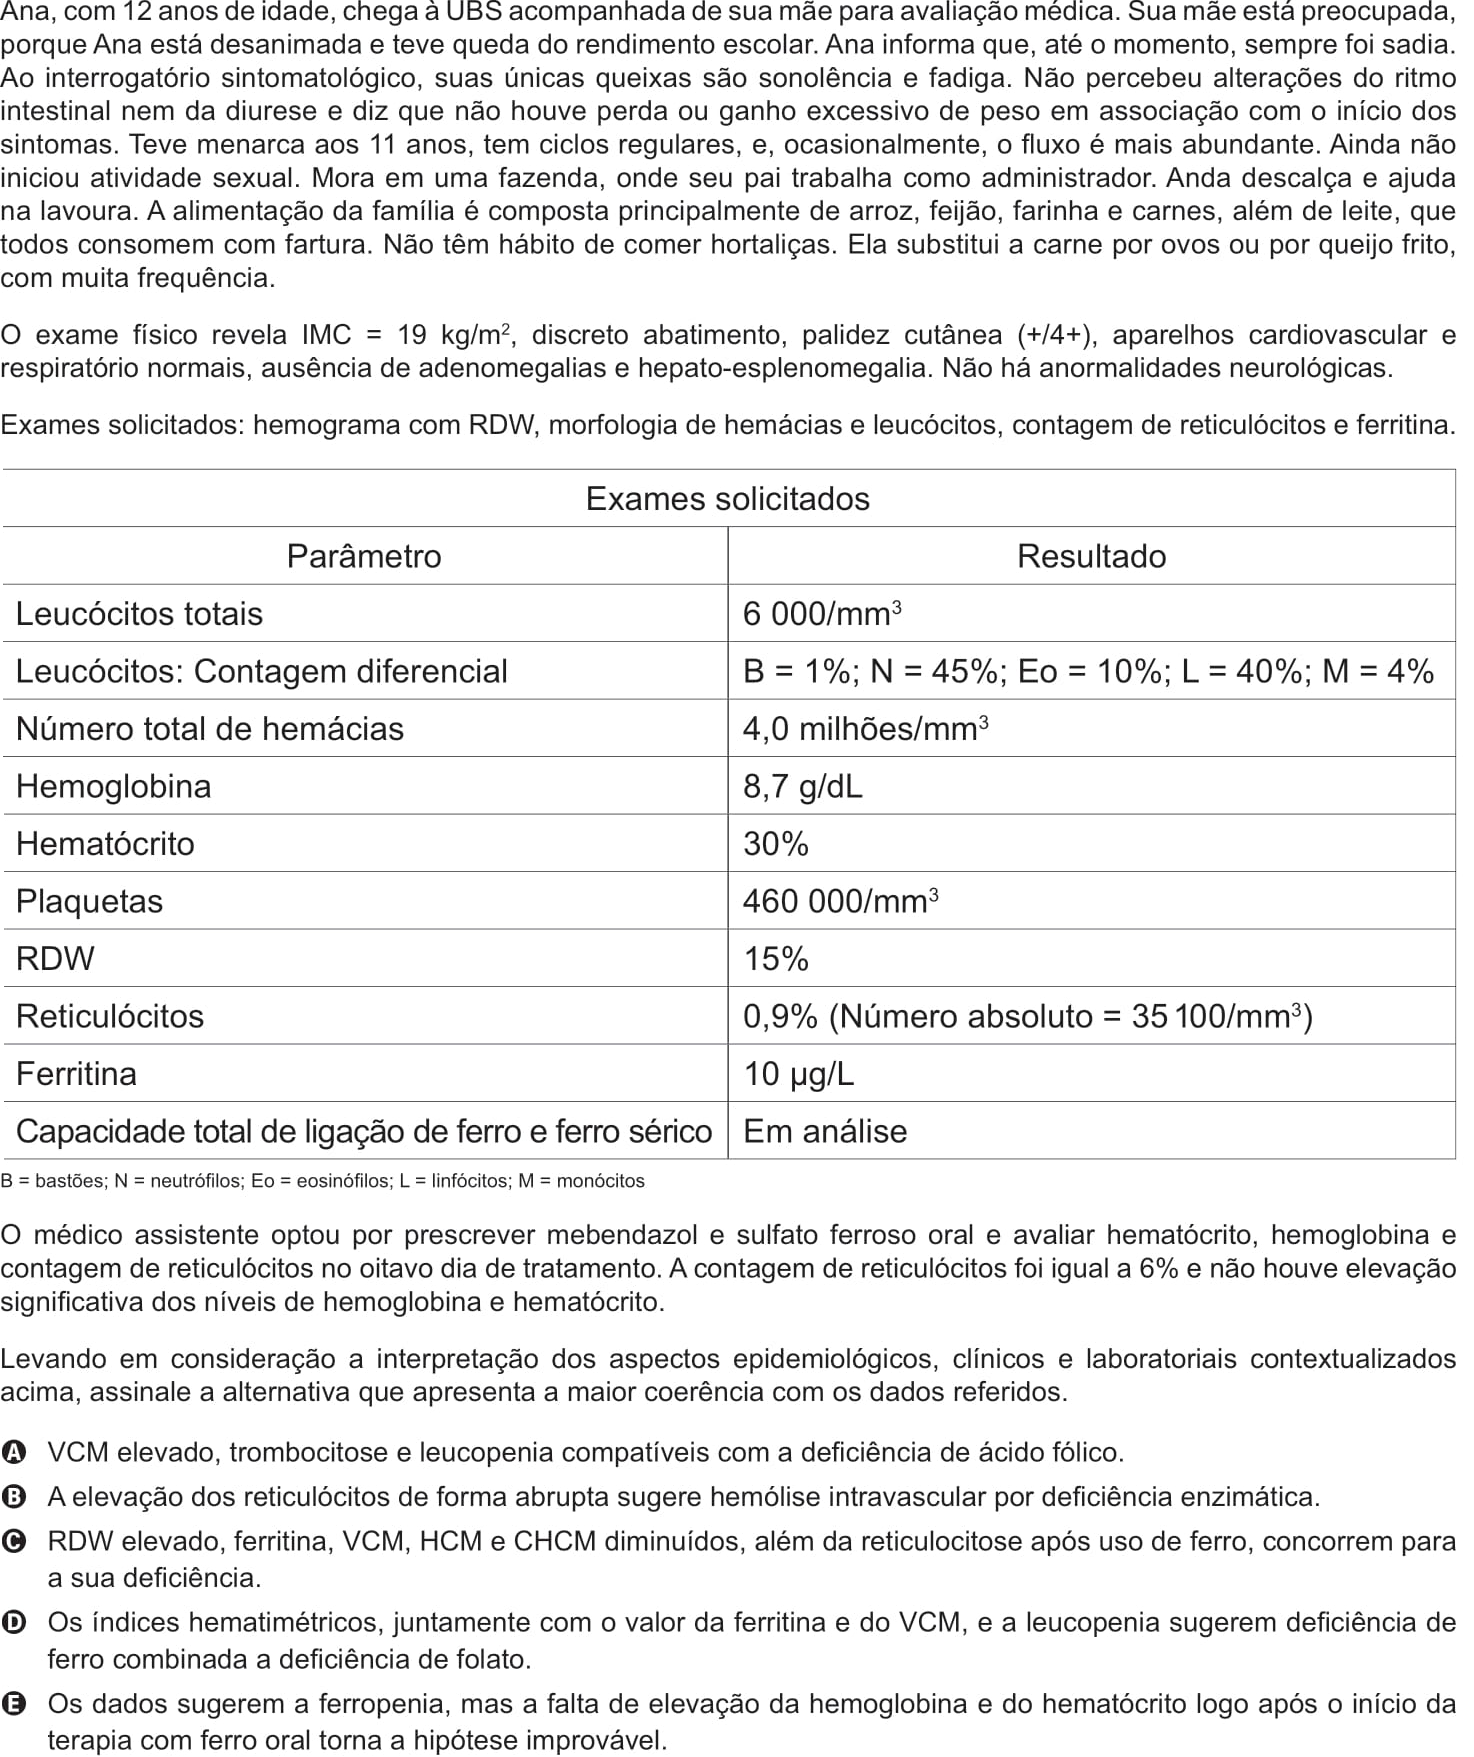 Ana, com 12 anos de idade, chega à UBS acompanhada de sua mãe para avaliação médica. Sua mãe está preocupada,
porque Ana está desanimada e teve queda do rendimento escolar. Ana informa que, até o momento, sempre foi sadia.
Ao interrogatório sintomatológico, suas únicas queixas são sonolência e fadiga. Não percebeu alterações do ritmo
intestinal nem da diurese e diz que não houve perda ou ganho excessivo de peso em associação com o início dos
sintomas. Teve menarca aos 11 anos, tem ciclos regulares, e, ocasionalmente, o fluxo é mais abundante. Ainda não
iniciou atividade sexual. Mora em uma fazenda, onde seu pai trabalha como administrador. Anda descalça e ajuda
na lavoura. A alimentação da família é composta principalmente de arroz, feijão, farinha e carnes, além de leite, que
todos consomem com fartura. Não têm hábito de comer hortaliças. Ela substitui a carne por ovos ou por queijo frito,
com muita frequência.
O exame físico revela IMC = 19 kg/m², discreto abatimento, palidez cutânea (+/4+), aparelhos cardiovascular e
respiratório normais, ausência de adenomegalias e hepato-esplenomegalia. Não há anormalidades neurológicas.
Exames solicitados: hemograma com RDW, morfologia de hemácias e leucócitos, contagem de reticulócitos e ferritina.
Exames solicitados
Parâmetro Resultado
Leucócitos totais 6 000/mm³
Leucócitos: Contagem diferencial B = 1%; N = 45%; Eo = 10%; L = 40%; M = 4%
Número total de hemácias 4,0 milhões/mm³
Hemoglobina 8,7 g/dL
Hematócrito 30%
Plaquetas 460 000/mm³
RDW 15%
Reticulócitos 0,9% (Número absoluto = 35 100/mm³)
Ferritina 10 µg/L
Capacidade total de ligação de ferro e ferro sérico Em análise
B = bastões; N = neutrófilos; Eo = eosinófilos; L = linfócitos; M = monócitos
O médico assistente optou por prescrever mebendazol e sulfato ferroso oral e avaliar hematócrito, hemoglobina e
contagem de reticulócitos no oitavo dia de tratamento. A contagem de reticulócitos foi igual a 6% e não houve elevação
significativa dos níveis de hemoglobina e hematócrito.
Levando em consideração a interpretação dos aspectos epidemiológicos, clínicos e laboratoriais contextualizados
acima, assinale a alternativa que apresenta a maior coerência com os dados referidos.
A VCM elevado, trombocitose e leucopenia compatíveis com a deficiência de ácido fólico.
B A elevação dos reticulócitos de forma abrupta sugere hemólise intravascular por deficiência enzimática.
C RDW elevado, ferritina, VCM, HCM e CHCM diminuídos, além da reticulocitose após uso de ferro, concorrem para
a sua deficiência.
D Os índices hematimétricos, juntamente com o valor da ferritina e do VCM, e a leucopenia sugerem deficiência de
ferro combinada a deficiência de folato.
E Os dados sugerem a ferropenia, mas a falta de elevação da hemoglobina e do hematócrito logo após o início da
terapia com ferro oral torna a hipótese improvável.